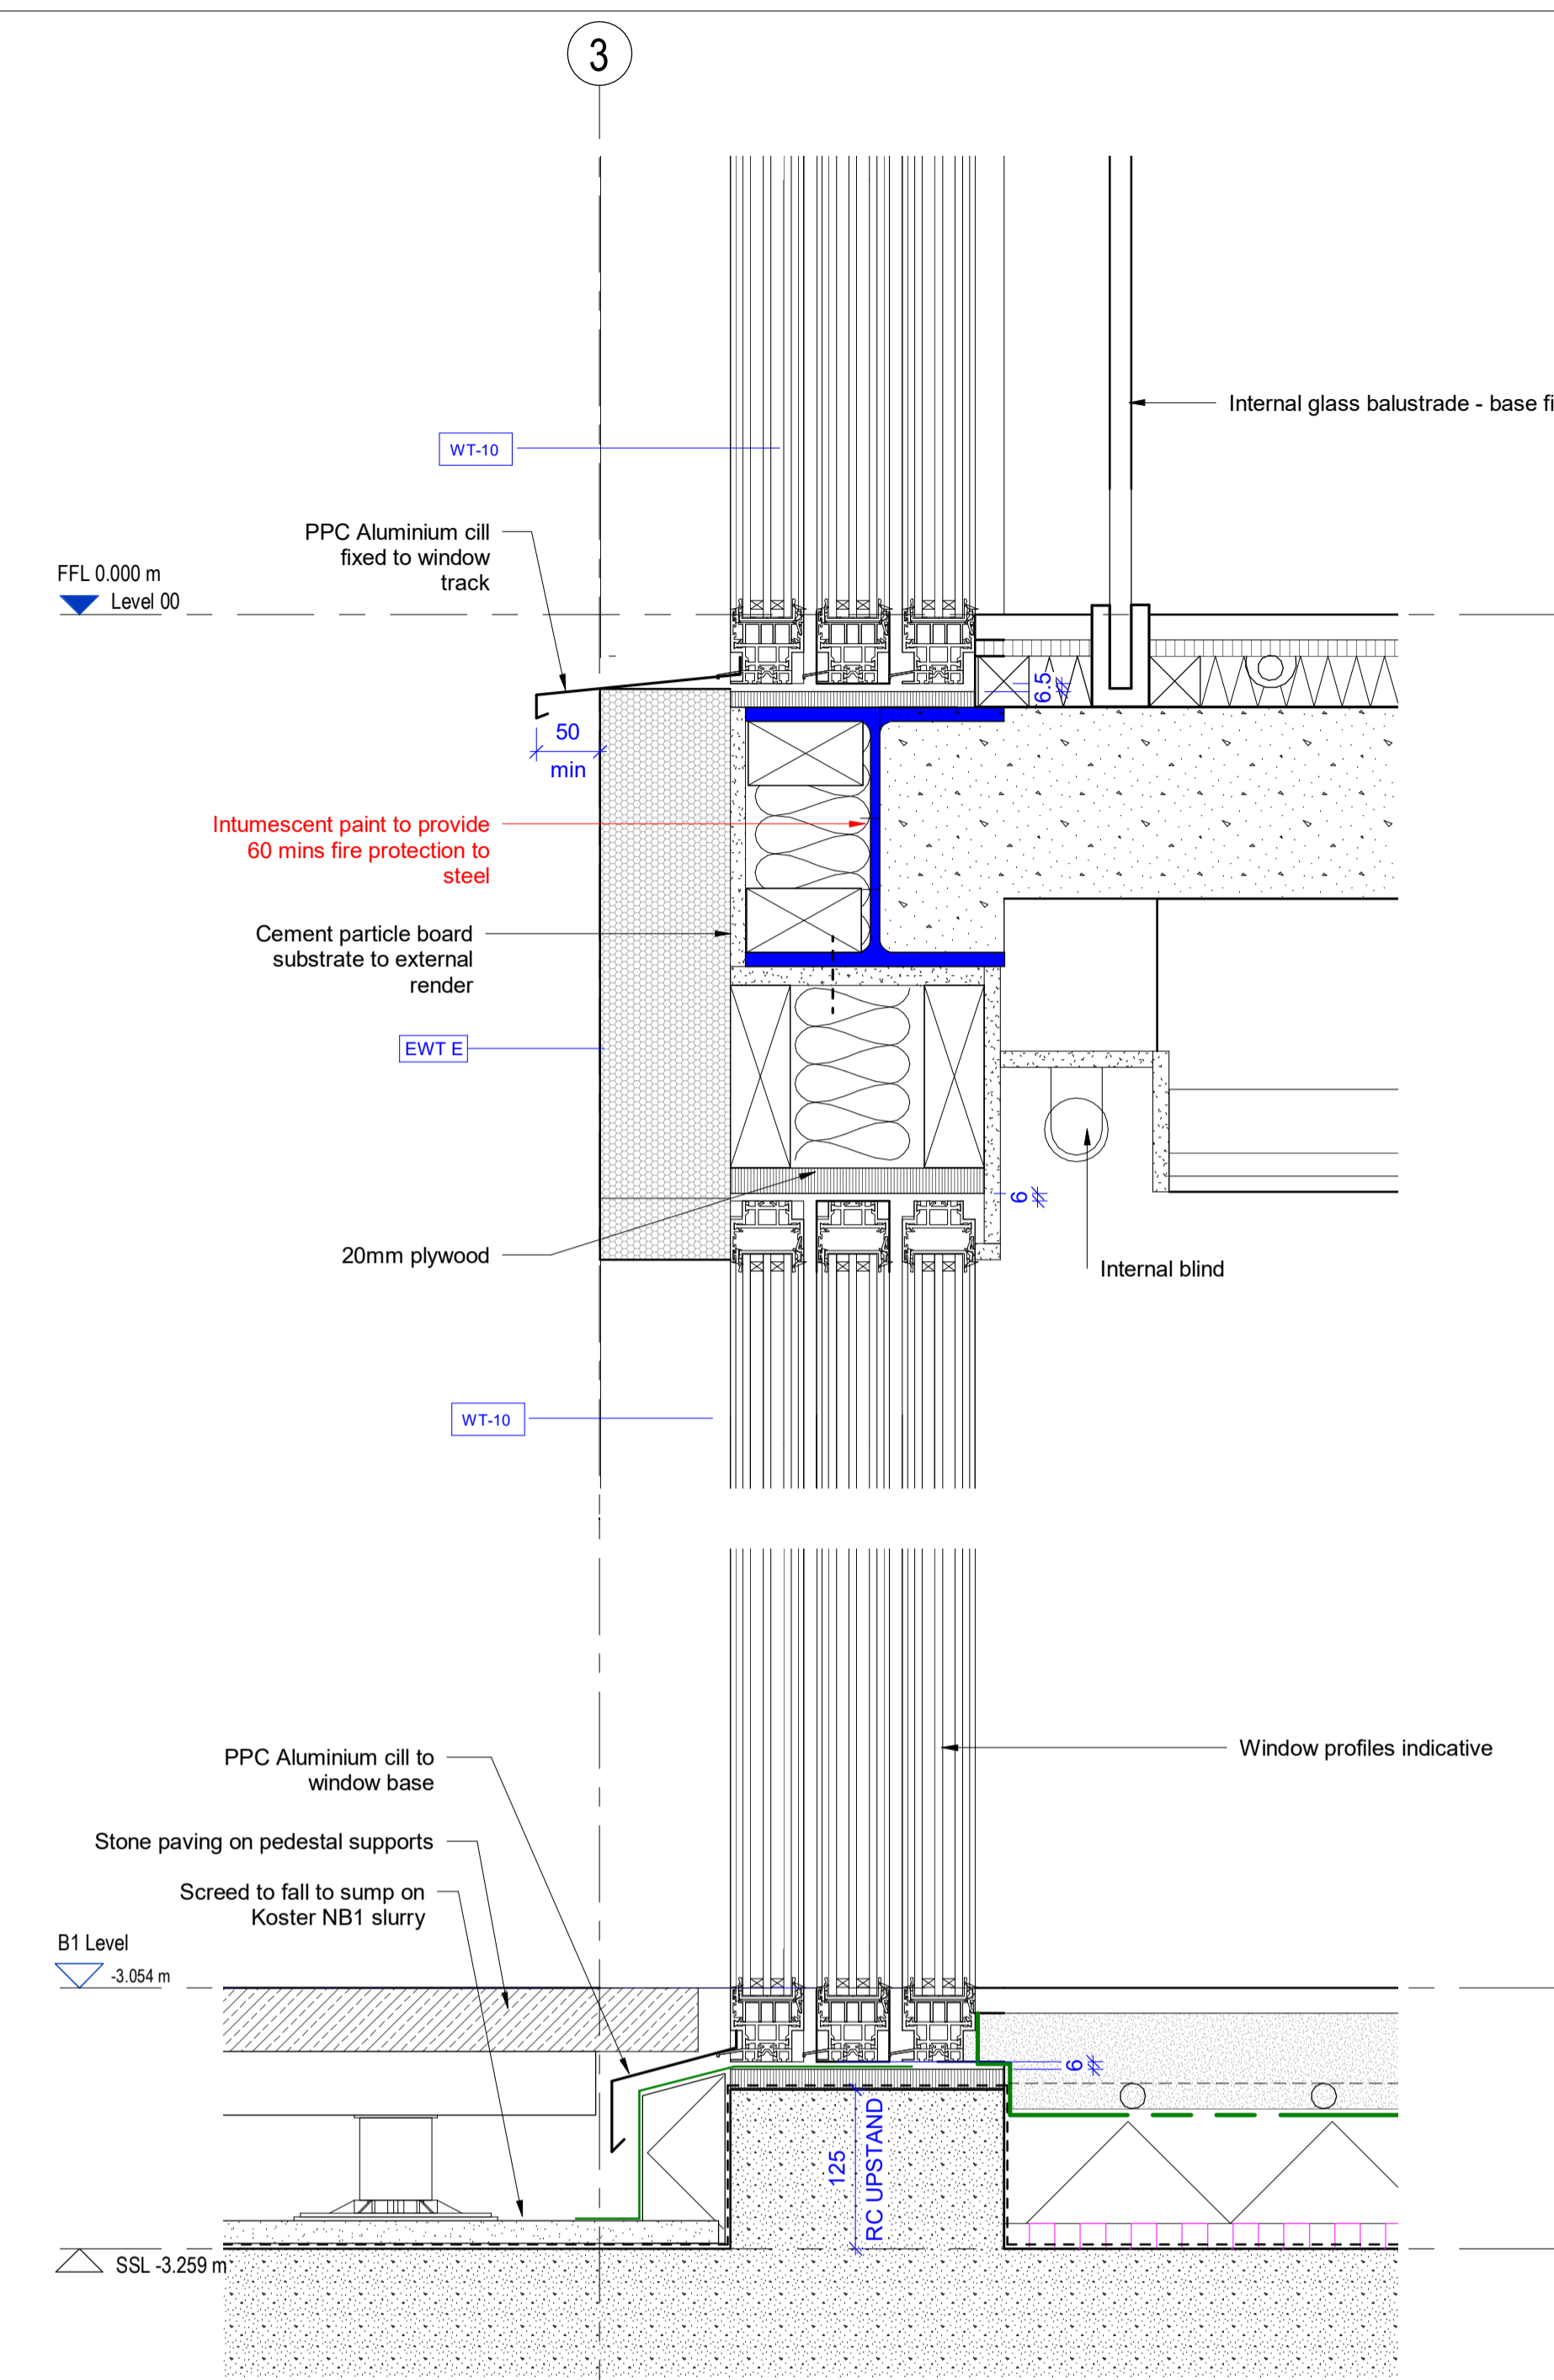 3
Internal glass balustrade - base fi
WT-10
PPC Aluminium cill
fixed to window
track
FFL 0.000 m
Level 00
6.5
50
min
Intumescent paint to provide
60 mins fire protection to
steel
Cement particle board
substrate to external
render
EWT E
6
20mm plywood
Internal blind
WT-10
Window profiles indicative
PPC Aluminium cill to
window base
Stone paving on pedestal supports
Screed to fall to sump on
Koster NB1 slurry
B1 Level
-3.054 m
6
125
RC UPSTAND
SSL -3.259 m